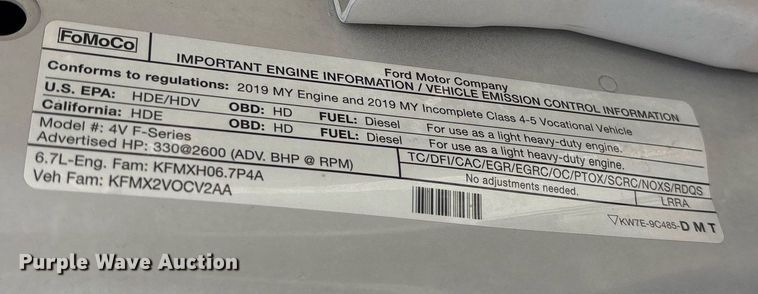 FoMoCo
Ford Motor Company
IMPORTANT ENGINE INFORMATION / VEHICLE EMISSION CONTROL INFORMATION
Conforms to regulations: 2019 MY Engine and 2019 MY Incomplete Class 4-5 Vocational Vehicle
U.S. EPA: HDE/HDV OBD: HD FUEL: Diesel For use as a light heavy-duty engine.
California: HDE OBD: HD FUEL: Diesel For use as a light heavy-duty engine.
Model #: 4V F-Series
Advertised HP: 330@2600 (ADV. BHP @ RPM) TC/DFI/CAC/EGR/EGRC/OC/PTOX/SCRC/NOXS/RDQS
6.7L-Eng. Fam: KFMXH06.7P4A No adjustments needed. LRRA
Veh Fam: KFMX2VOCV2AA
KW7E-9C485-DMT
Purple Wave Auction